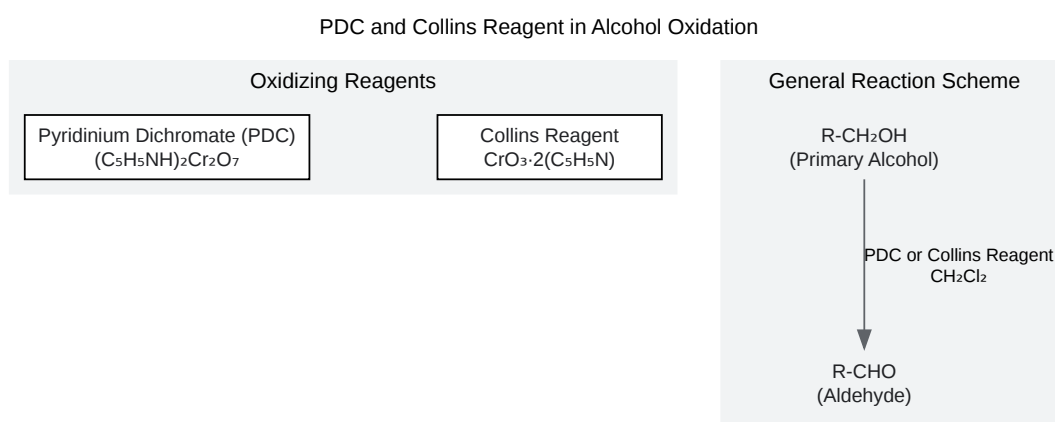 PDC and Collins Reagent in Alcohol Oxidation
Oxidizing Reagents
Pyridinium Dichromate (PDC)
(C₅H₅NH)₂Cr₂O₇
Collins Reagent
CrO₃·2(C₅H₅N)
General Reaction Scheme
R-CH₂OH
(Primary Alcohol)
PDC or Collins Reagent
CH₂Cl₂
R-CHO
(Aldehyde)